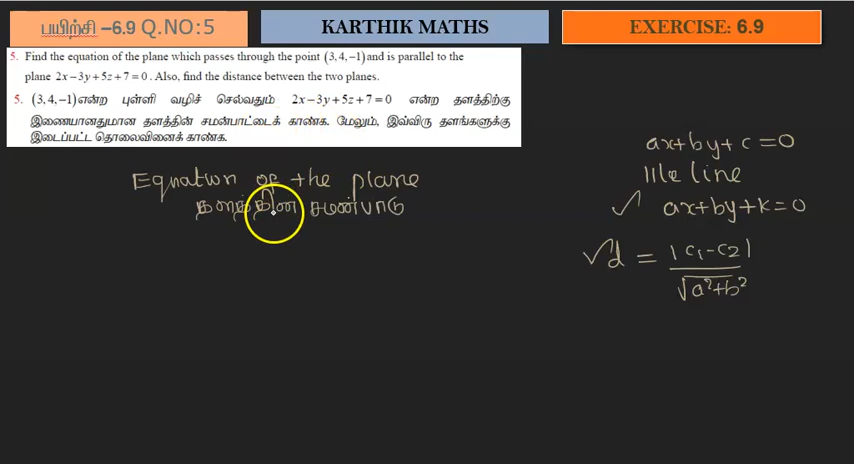 பயிற்சி –6.9 Q.NO:5
KARTHIK MATHS
EXERCISE: 6.9
5. Find the equation of the plane which passes through the point (3,4,−1) and is parallel to the
plane 2x−3y+5z+7=0. Also, find the distance between the two planes.
5. (3,4,−1) என்ற புள்ளி வழிச் செல்வதும் 2x−3y+5z+7=0 என்ற தளத்திற்கு
இணையானதுமான தளத்தின் சமன்பாட்டைக் காண்க. மேலும், இவ்விரு தளங்களுக்கு
இடைப்பட்ட தொலைவினைக் காண்க.
Equation of the plane
தளத்தின் சமன்பாடு
ax+by+c=0
||le line
✓ ax+by+k=0
✓d = |c₁-c₂| / √a²+b²